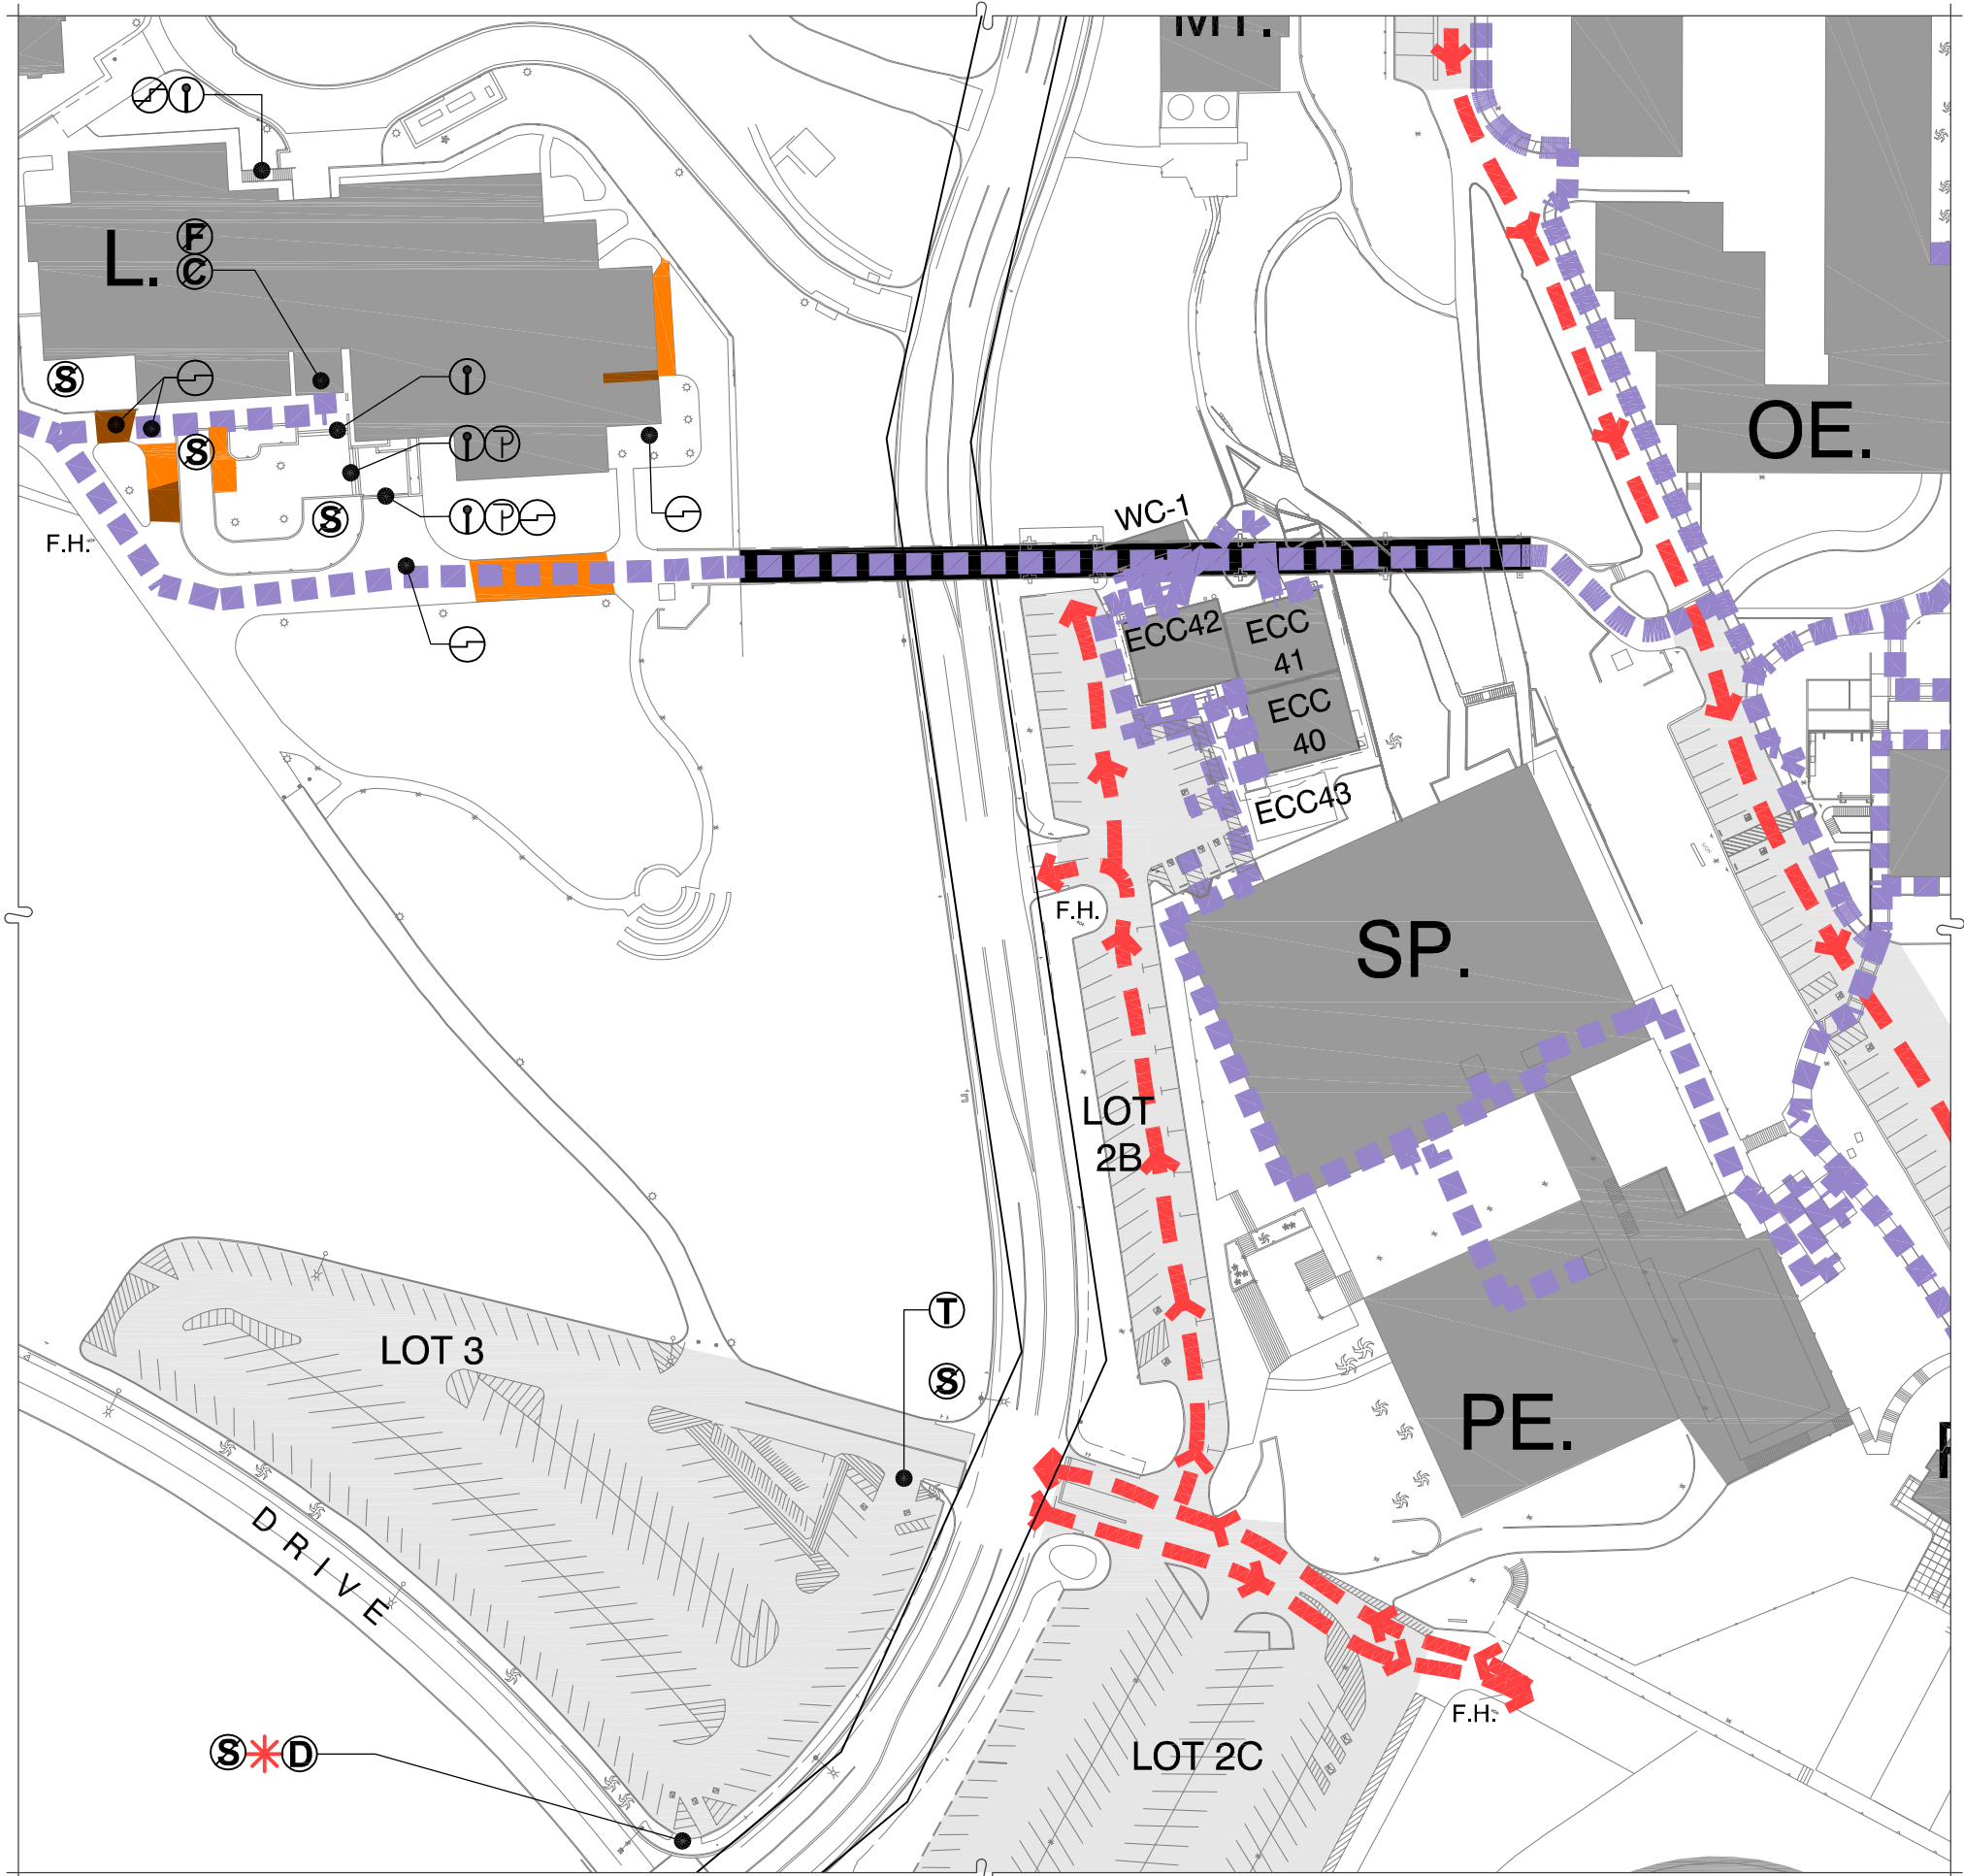 MT.
L.
F
C
S
P
S
S
P
F.H.
OE.
WC-1
ECC42
ECC
41
ECC
40
ECC43
F.H.
SP.
LOT
2B
T
S
LOT 3
PE.
DRIVE
F.H.
S
D
LOT 2C